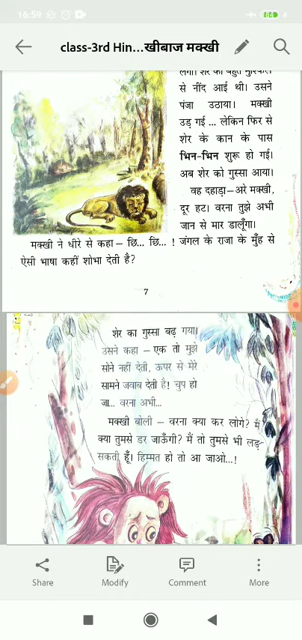 16:59
class-3rd Hin...खीबाज मक्खी
लगी। शेर को बहुत मुश्किल
से नींद आई थी। उसने
पंजा उठाया। मक्खी
उड़ गई ... लेकिन फिर से
शेर के कान के पास
भिन-भिन शुरू हो गई।
अब शेर को गुस्सा आया।
वह दहाड़ा – अरे मक्खी,
दूर हट। वरना तुझे अभी
जान से मार डालूँगा।
मक्खी ने धीरे से कहा – छि... छि... ! जंगल के राजा के मुँह से
ऐसी भाषा कहीं शोभा देती है?
7
शेर का गुस्सा बढ़ गया।
उसने कहा – एक तो मुझे
सोने नहीं देती, ऊपर से मेरे
सामने जवाब देती है! चुप हो
जा... वरना अभी...
मक्खी बोली – वरना क्या कर लोगे? मैं
क्या तुमसे डर जाऊँगी? मैं तो तुमसे भी लड़
सकती हूँ। हिम्मत हो तो आ जाओ...!
Share
Modify
Comment
More